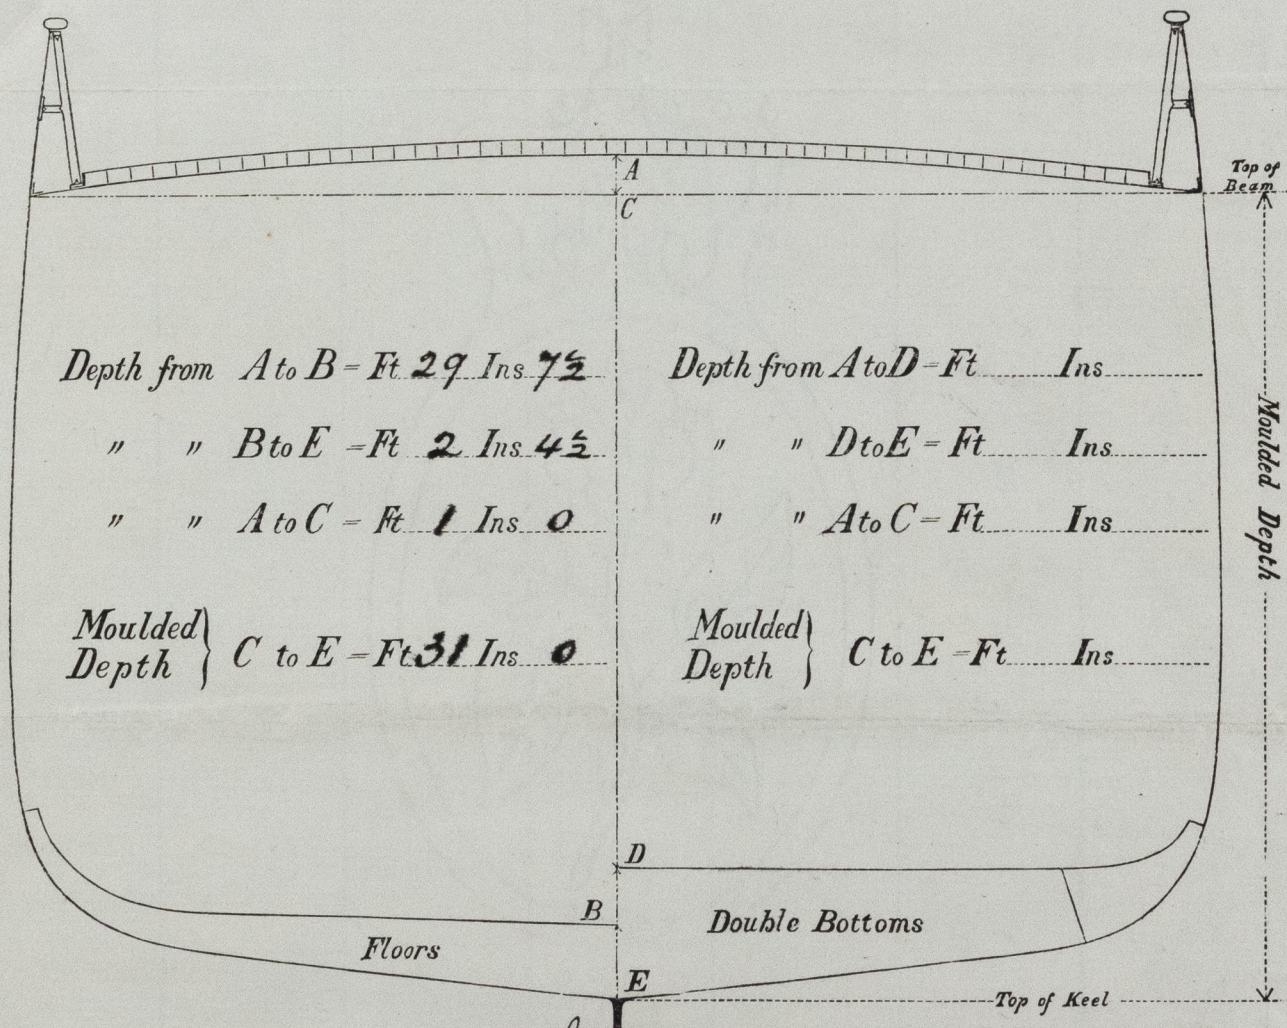 Top of
Beam
A
C
Depth from A to B = Ft 29 Ins 7½
" " B to E = Ft 2 Ins 4½
" " A to C = Ft 1 Ins 0
Moulded
Depth } C to E = Ft 31 Ins 0
Depth from A to D = Ft Ins
" " D to E = Ft Ins
" " A to C = Ft Ins
Moulded
Depth } C to E = Ft Ins
Moulded Depth
D
B
Double Bottoms
Floors
E
Top of Keel